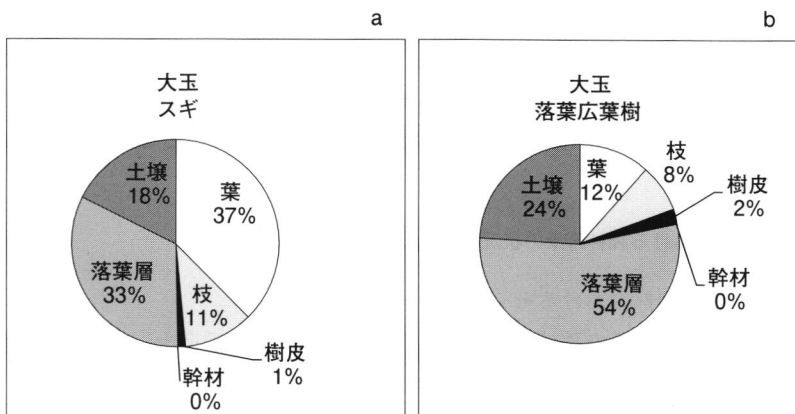 a
大玉
スギ
葉
37%
枝
11%
樹皮
1%
幹材
0%
落葉層
33%
土壌
18%
b
大玉
落葉広葉樹
葉
12%
枝
8%
樹皮
2%
幹材
0%
落葉層
54%
土壌
24%